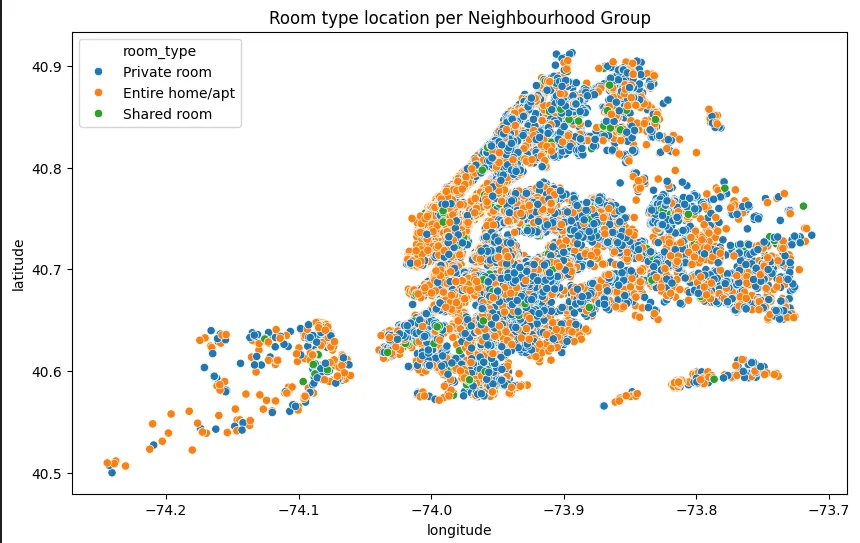 Room type location per Neighbourhood Group
room_type
Private room
Entire home/apt
Shared room
40.9
40.8
40.7
40.6
40.5
latitude
−74.2
−74.1
−74.0
−73.9
−73.8
−73.7
longitude